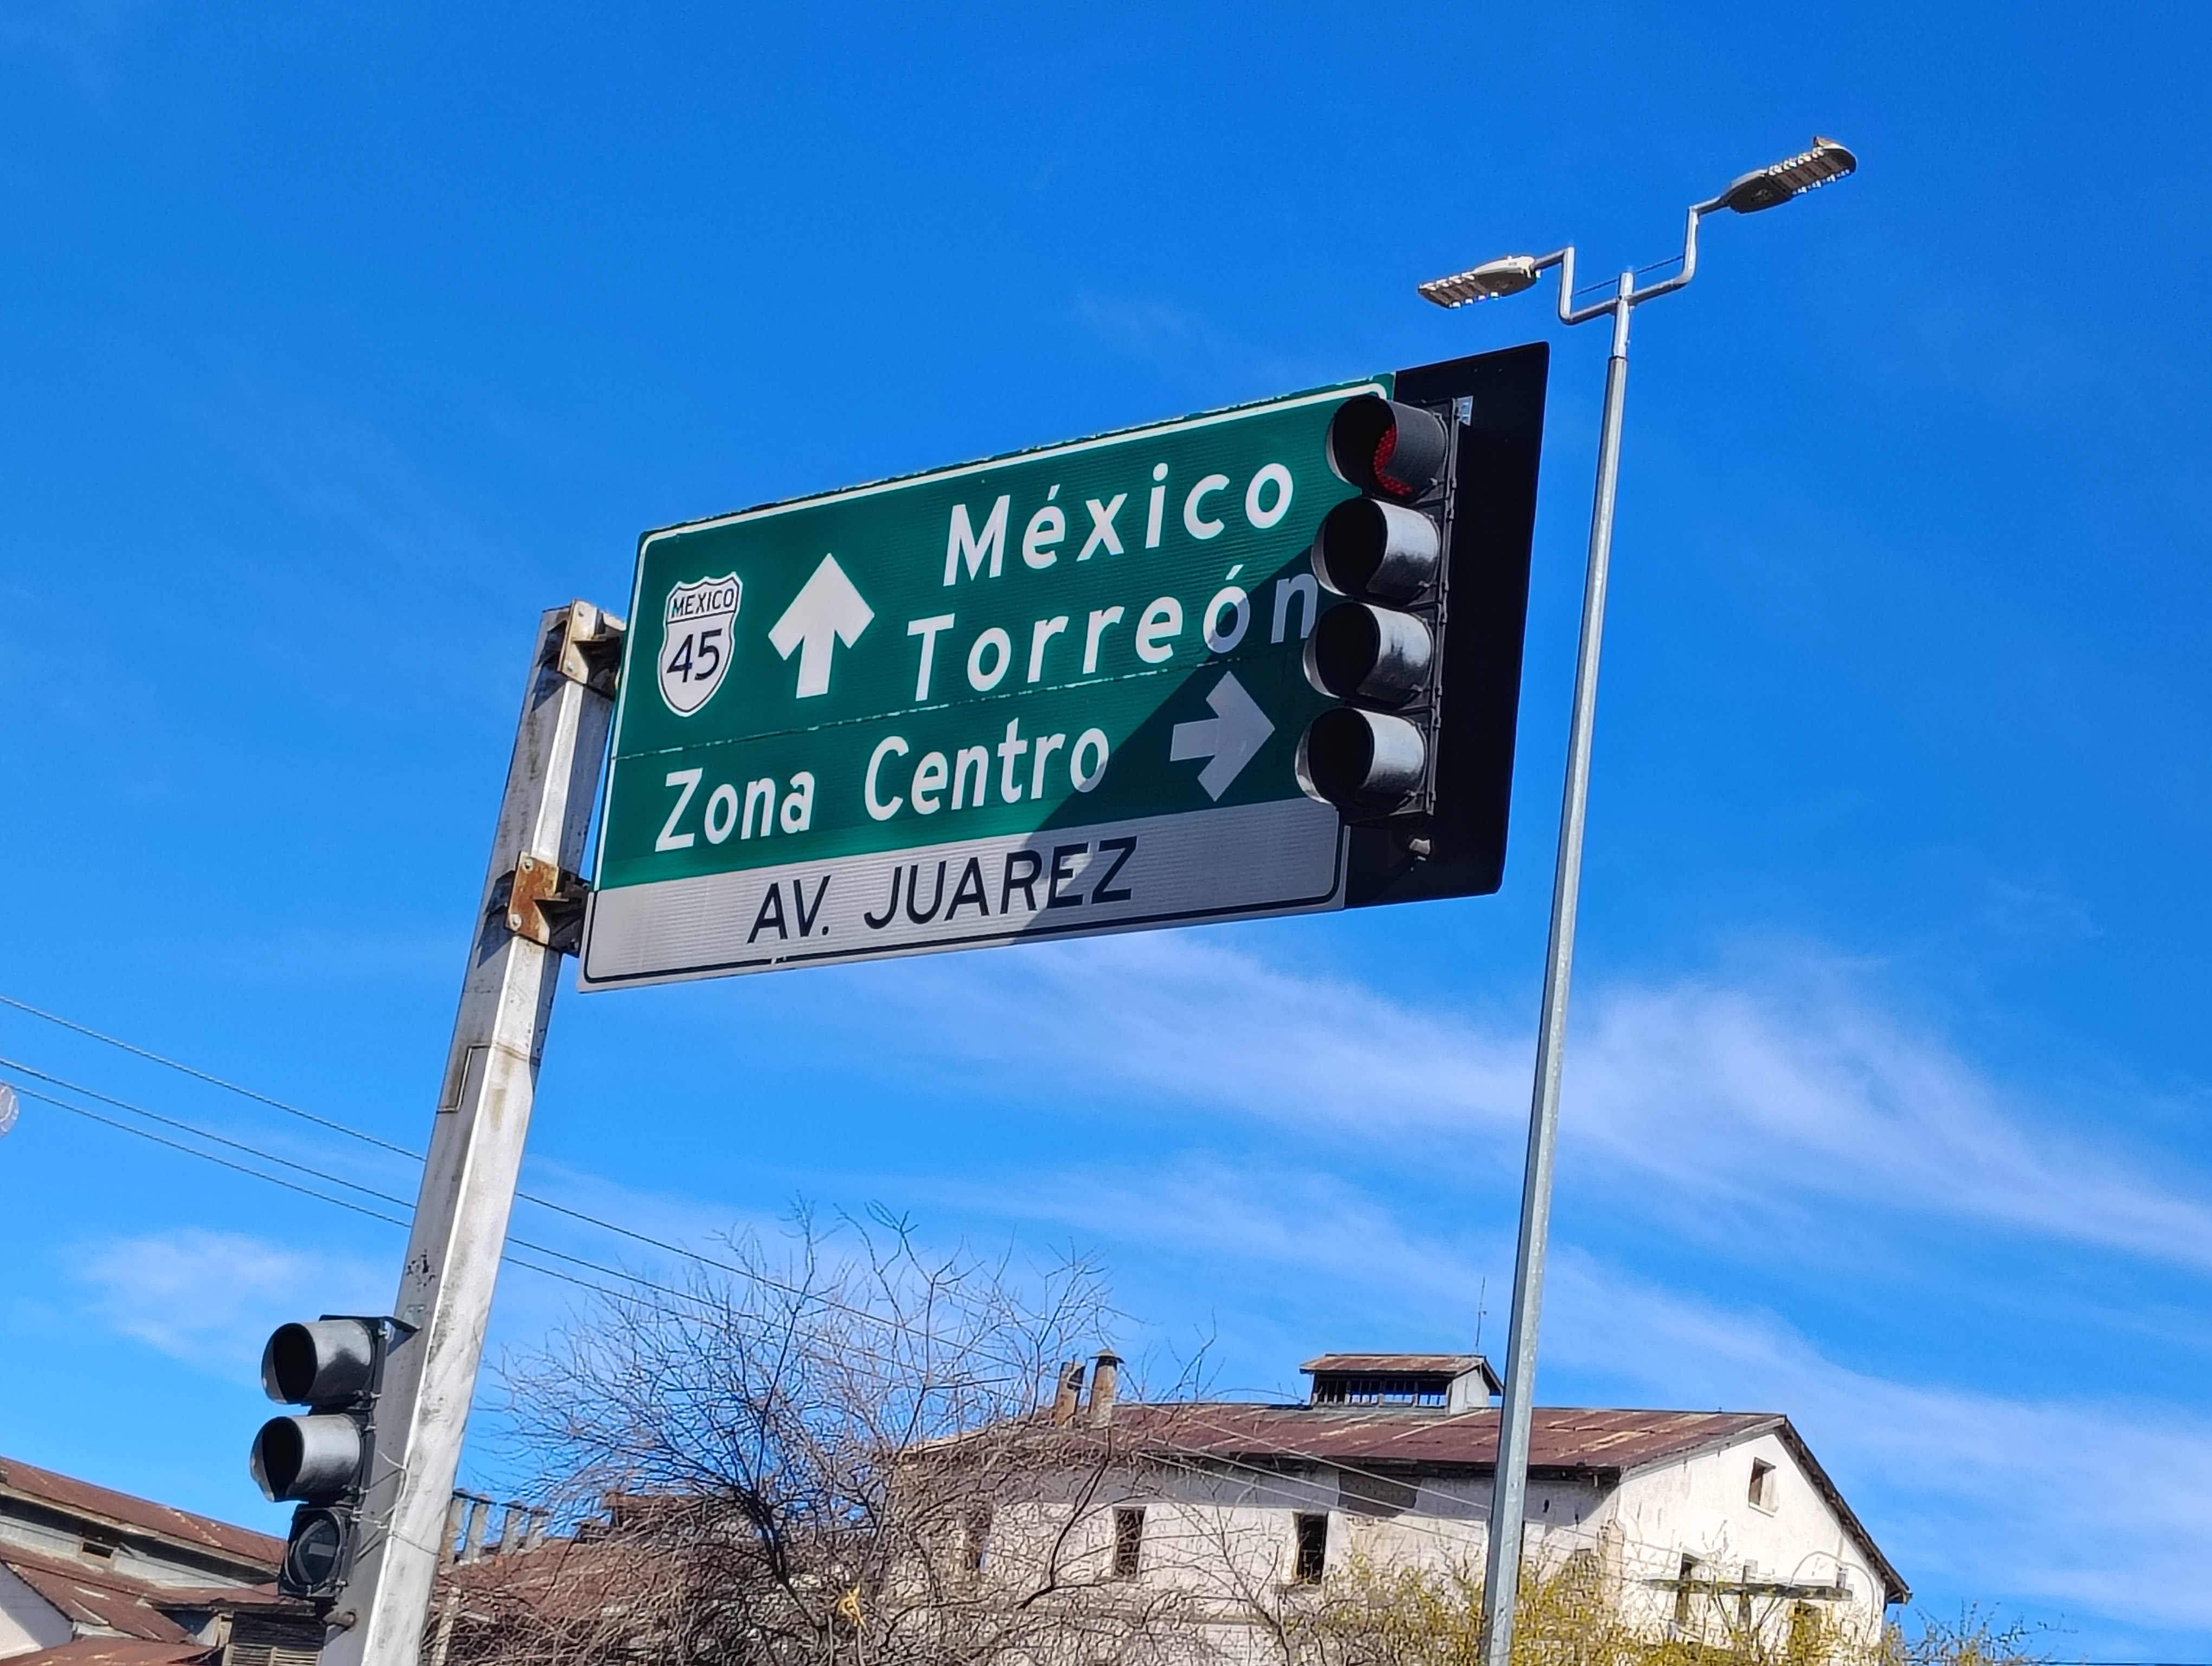 México
MEXICO
45
Torreón
Zona Centro
AV. JUAREZ